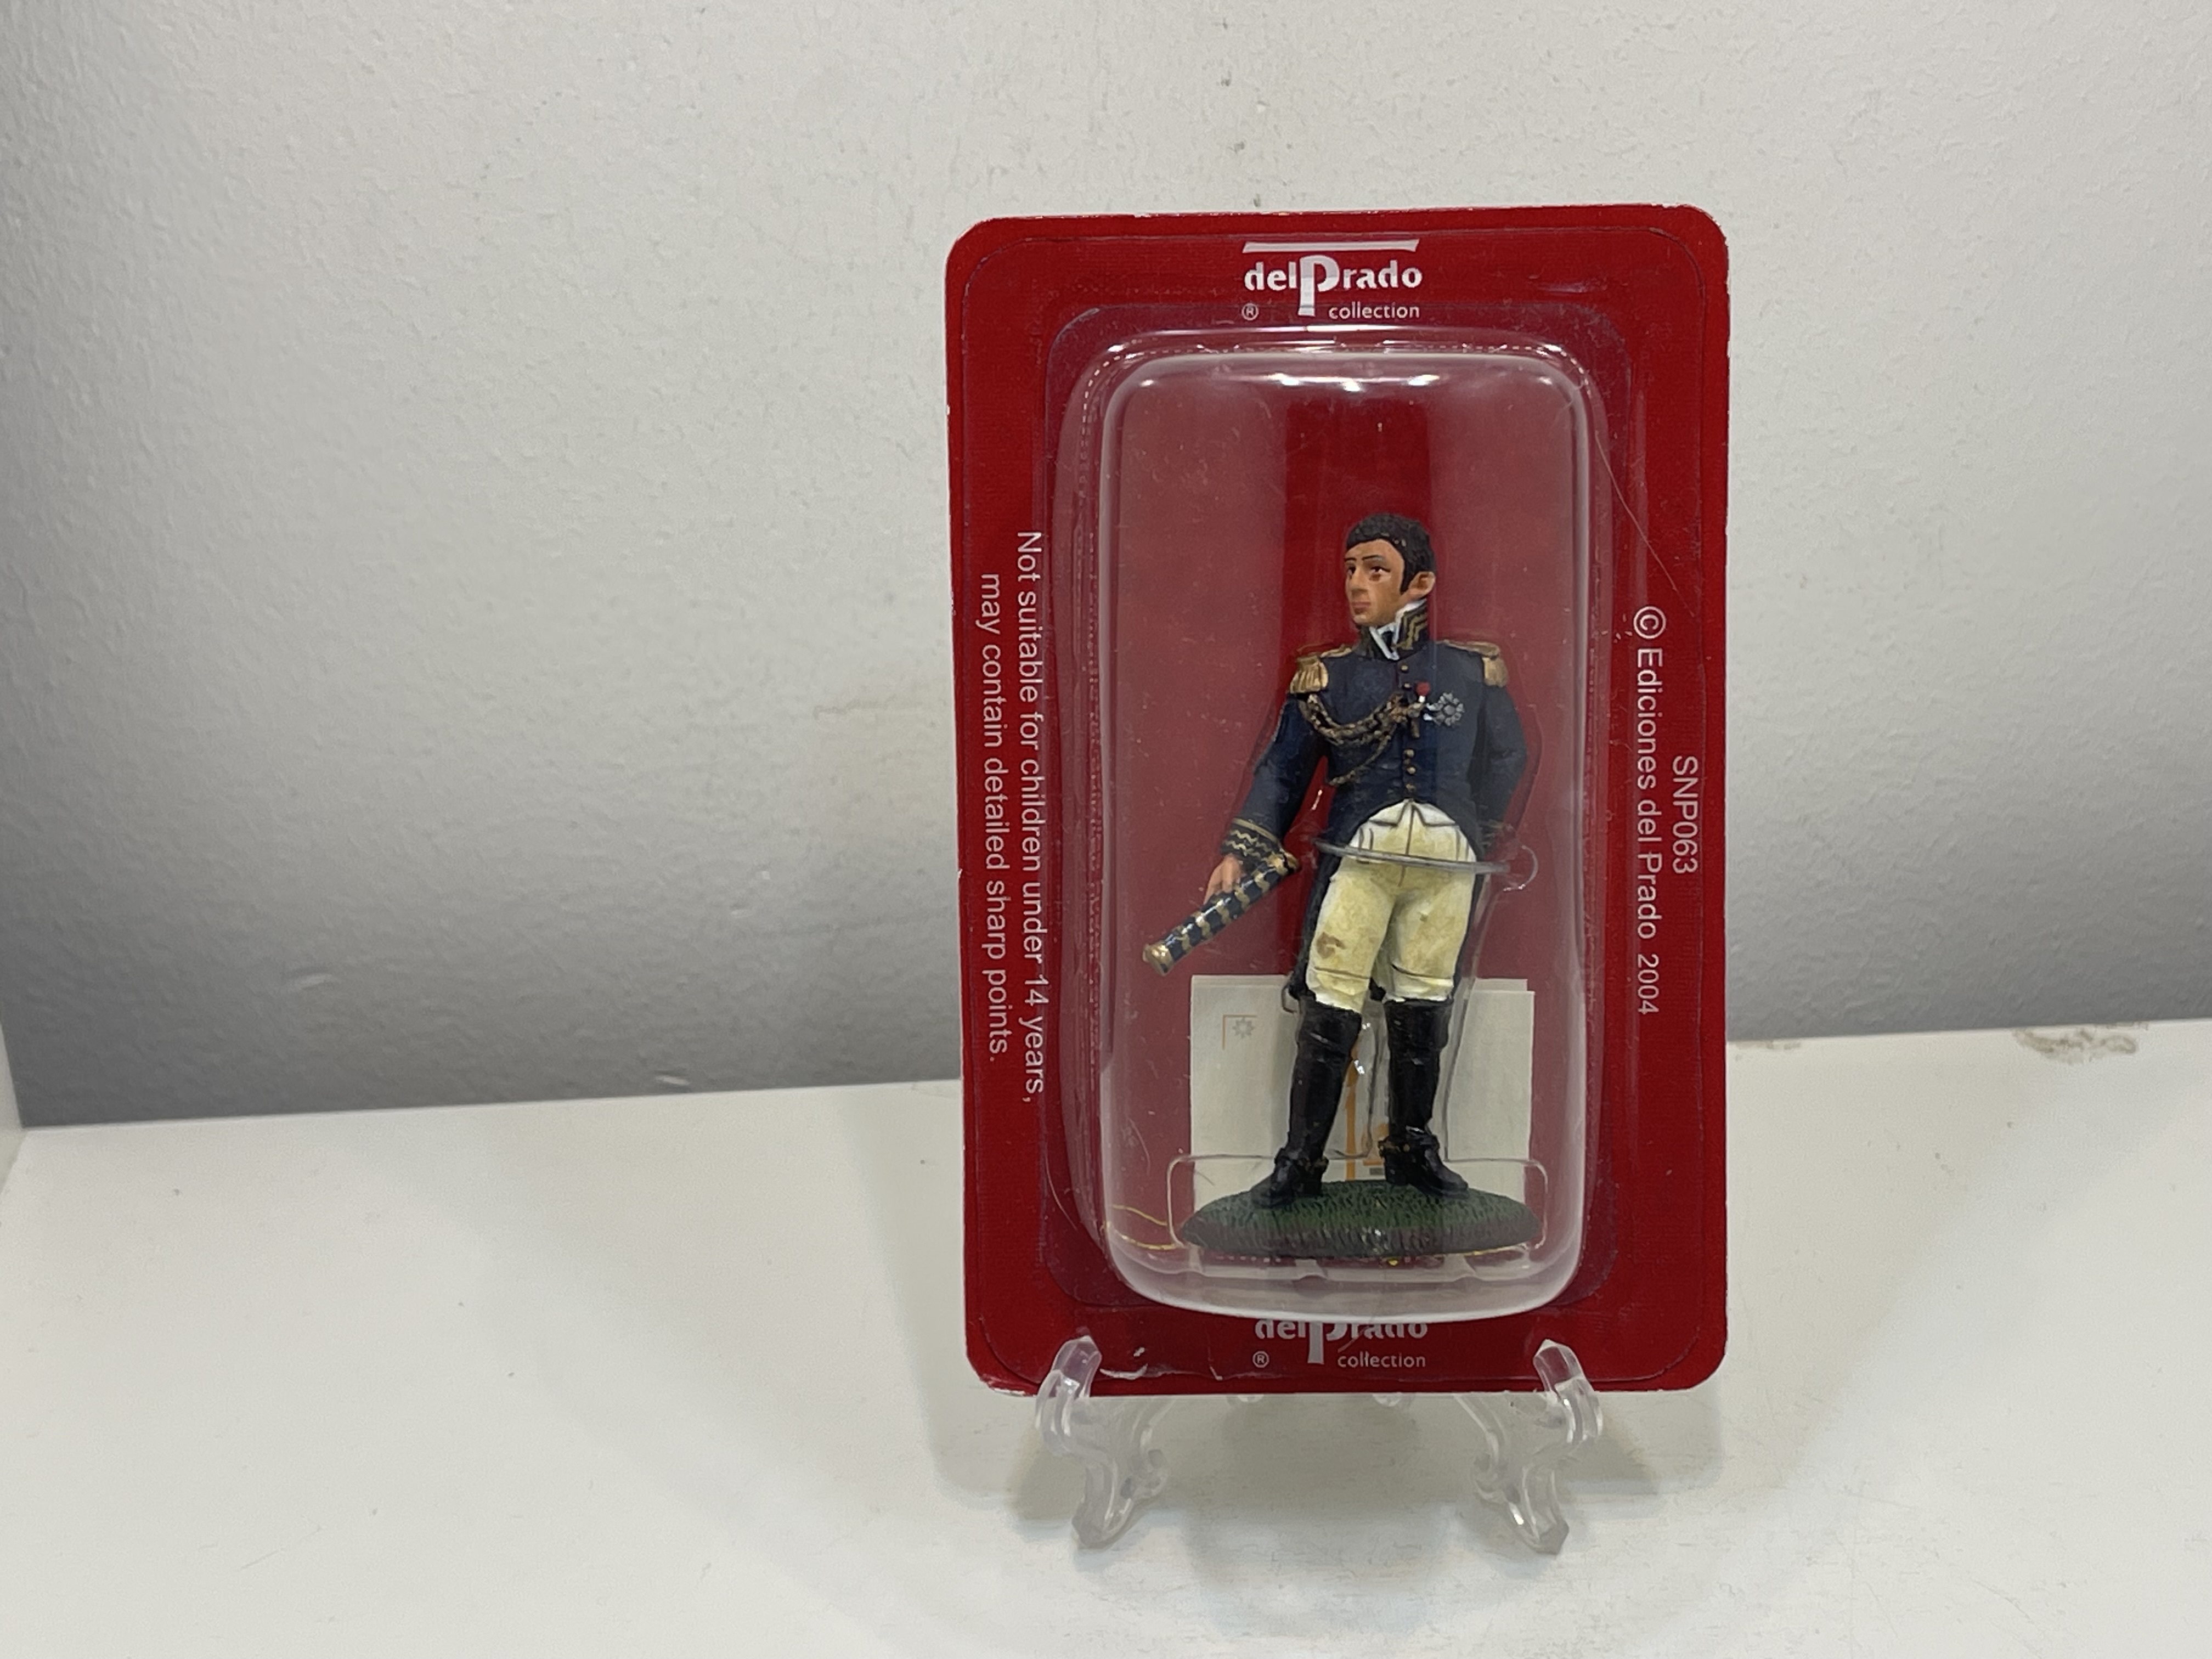 delPrado
® collection
Not suitable for children under 14 years,
may contain detailed sharp points.
SNP063
© Ediciones del Prado 2004
delPrado
® collection